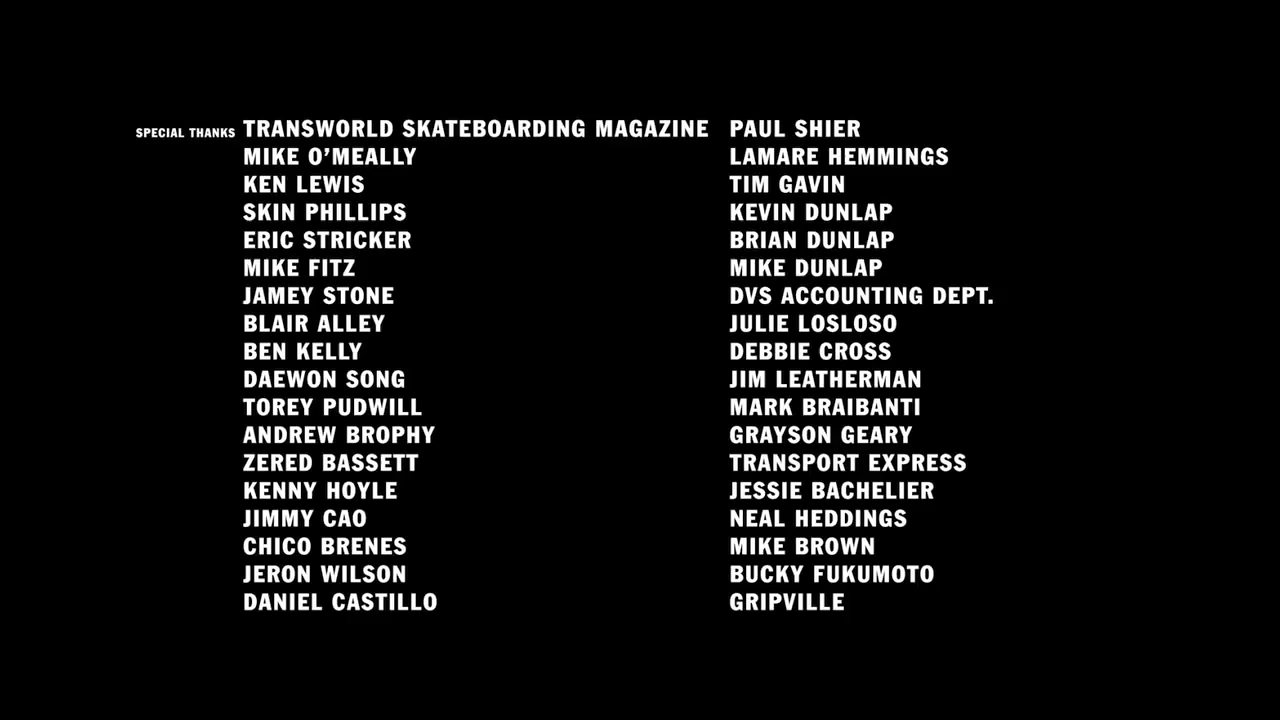 SPECIAL THANKS TRANSWORLD SKATEBOARDING MAGAZINE
MIKE O’MEALLY
KEN LEWIS
SKIN PHILLIPS
ERIC STRICKER
MIKE FITZ
JAMEY STONE
BLAIR ALLEY
BEN KELLY
DAEWON SONG
TOREY PUDWILL
ANDREW BROPHY
ZERED BASSETT
KENNY HOYLE
JIMMY CAO
CHICO BRENES
JERON WILSON
DANIEL CASTILLO
PAUL SHIER
LAMARE HEMMINGS
TIM GAVIN
KEVIN DUNLAP
BRIAN DUNLAP
MIKE DUNLAP
DVS ACCOUNTING DEPT.
JULIE LOSLOSO
DEBBIE CROSS
JIM LEATHERMAN
MARK BRAIBANTI
GRAYSON GEARY
TRANSPORT EXPRESS
JESSIE BACHELIER
NEAL HEDDINGS
MIKE BROWN
BUCKY FUKUMOTO
GRIPVILLE